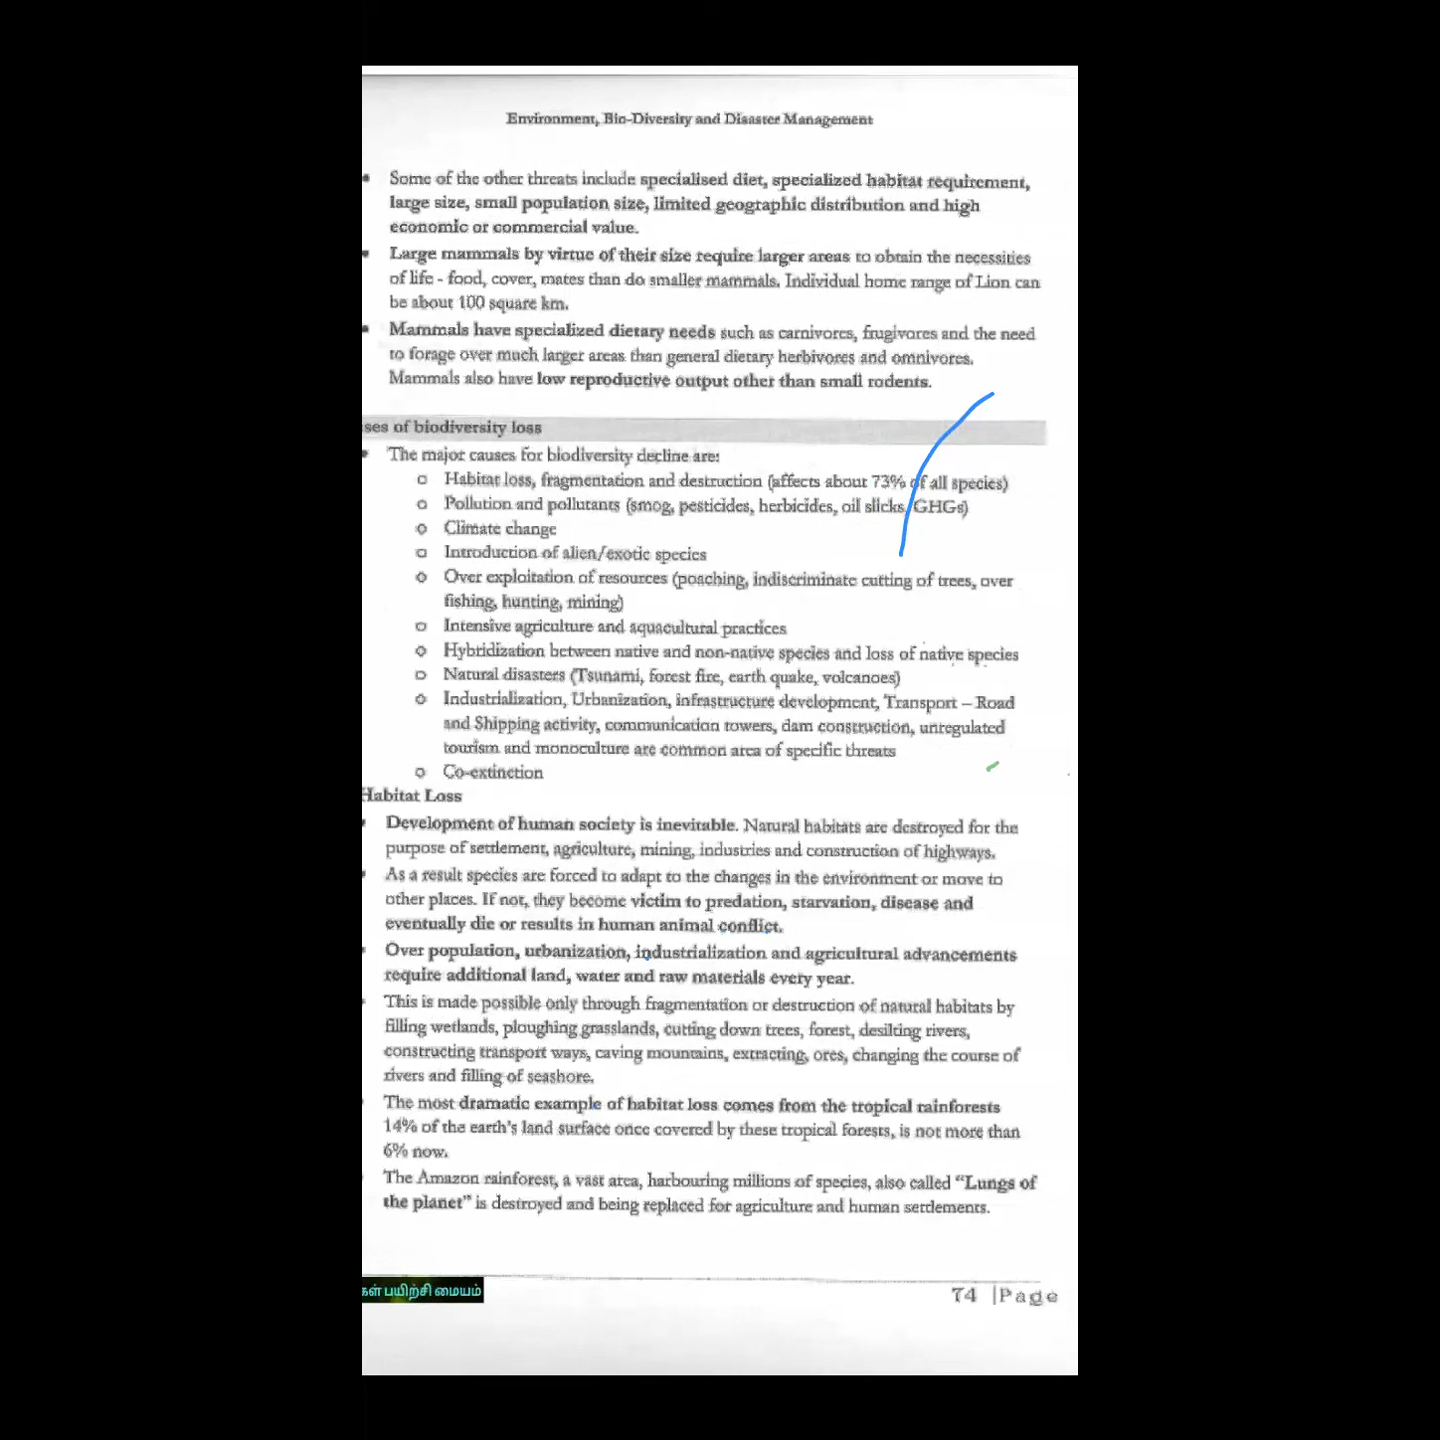 Environment, Bio-Diversity and Disaster Management
• Some of the other threats include specialised diet, specialized habitat requirement,
large size, small population size, limited geographic distribution and high
economic or commercial value.
• Large mammals by virtue of their size require larger areas to obtain the necessities
of life - food, cover, mates than do smaller mammals. Individual home range of Lion can
be about 100 square km.
• Mammals have specialized dietary needs such as carnivores, frugivores and the need
to forage over much larger areas than general dietary herbivores and omnivores.
Mammals also have low reproductive output other than small rodents.
ses of biodiversity loss
• The major causes for biodiversity decline are:
o Habitat loss, fragmentation and destruction (affects about 73% of all species)
o Pollution and pollutants (smog, pesticides, herbicides, oil slicks, GHGs)
o Climate change
o Introduction of alien/exotic species
o Over exploitation of resources (poaching, indiscriminate cutting of trees, over
fishing, hunting, mining)
o Intensive agriculture and aquacultural practices
o Hybridization between native and non-native species and loss of native species
o Natural disasters (Tsunami, forest fire, earth quake, volcanoes)
o Industrialization, Urbanization, infrastructure development, Transport – Road
and Shipping activity, communication towers, dam construction, unregulated
tourism and monoculture are common area of specific threats
o Co-extinction
Habitat Loss
• Development of human society is inevitable. Natural habitats are destroyed for the
purpose of settlement, agriculture, mining, industries and construction of highways.
• As a result species are forced to adapt to the changes in the environment or move to
other places. If not, they become victim to predation, starvation, disease and
eventually die or results in human animal conflict.
• Over population, urbanization, industrialization and agricultural advancements
require additional land, water and raw materials every year.
• This is made possible only through fragmentation or destruction of natural habitats by
filling wetlands, ploughing grasslands, cutting down trees, forest, desilting rivers,
constructing transport ways, caving mountains, extracting, ores, changing the course of
rivers and filling of seashore.
The most dramatic example of habitat loss comes from the tropical rainforests
14% of the earth's land surface once covered by these tropical forests, is not more than
6% now.
The Amazon rainforest, a vast area, harbouring millions of species, also called “Lungs of
the planet” is destroyed and being replaced for agriculture and human settlements.
கள் பயிற்சி மையம்
74 |Page